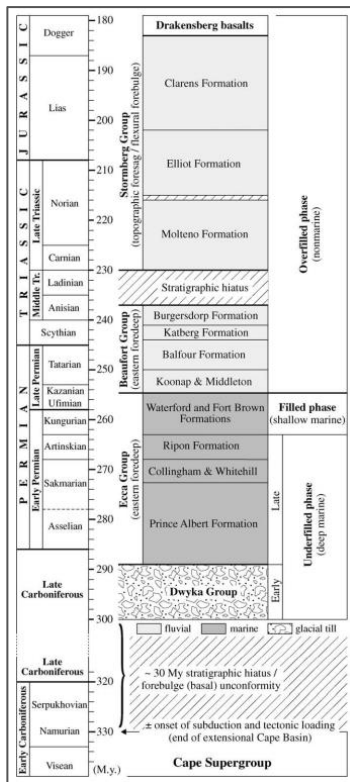 JURASSIC
Dogger
Lias
TRIASSIC
Late Triassic
Norian
Carnian
Middle Tr.
Ladinian
Anisian
Scythian
PERMIAN
Late Permian
Tatarian
Kazanian
Ufimian
Early Permian
Kungurian
Artinskian
Sakmarian
Asselian
Late
Carboniferous
Late
Carboniferous
Early Carboniferous
Serpukhovian
Namurian
Visean
180
190
200
210
220
230
240
250
260
270
280
290
300
320
330
(M.y.)
Stormberg Group
(topographic foresag / flexural forebulge)
Beaufort Group
(eastern foredeep)
Ecca Group
(eastern foredeep)
Drakensberg basalts
Clarens Formation
Elliot Formation
Molteno Formation
Stratigraphic hiatus
Burgersdorp Formation
Katberg Formation
Balfour Formation
Koonap & Middleton
Waterford and Fort Brown
Formations
Ripon Formation
Collingham & Whitehill
Prince Albert Formation
Dwyka Group
Overfilled phase
(nonmarine)
Filled phase
(shallow marine)
Late
Early
Underfilled phase
(deep marine)
fluvial
marine
glacial till
~ 30 My stratigraphic hiatus /
forebulge (basal) unconformity
± onset of subduction and tectonic loading
(end of extensional Cape Basin)
Cape Supergroup